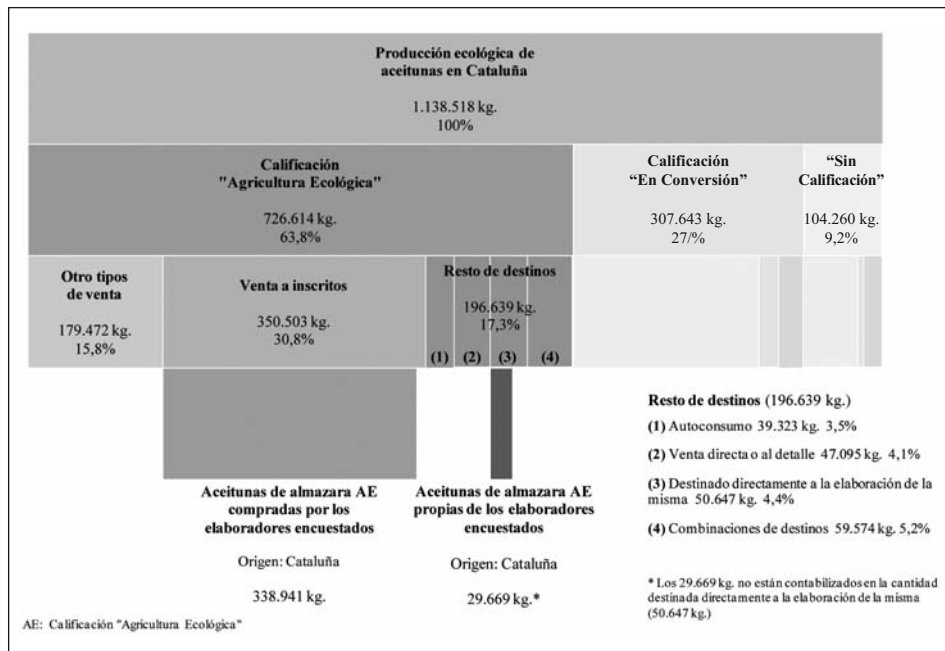 Producción ecológica de
aceitunas en Cataluña
1.138.518 kg.
100%
Calificación
"Agricultura Ecológica"
726.614 kg.
63,8%
Calificación
“En Conversión”
307.643 kg.
27/%
“Sin
Calificación”
104.260 kg.
9,2%
Otro tipos
de venta
179.472 kg.
15,8%
Venta a inscritos
350.503 kg.
30,8%
Resto de destinos
196.639 kg.
17,3%
(1) (2) (3) (4)
Aceitunas de almazara AE
compradas por los
elaboradores encuestados
Origen: Cataluña
338.941 kg.
Aceitunas de almazara AE
propias de los elaboradores
encuestados
Origen: Cataluña
29.669 kg.*
Resto de destinos (196.639 kg.)
(1) Autoconsumo 39.323 kg. 3,5%
(2) Venta directa o al detalle 47.095 kg. 4,1%
(3) Destinado directamente a la elaboración de la
misma 50.647 kg. 4,4%
(4) Combinaciones de destinos 59.574 kg. 5,2%
* Los 29.669 kg. no están contabilizados en la cantidad
destinada directamente a la elaboración de la misma
(50.647 kg.)
AE: Calificación "Agricultura Ecológica"